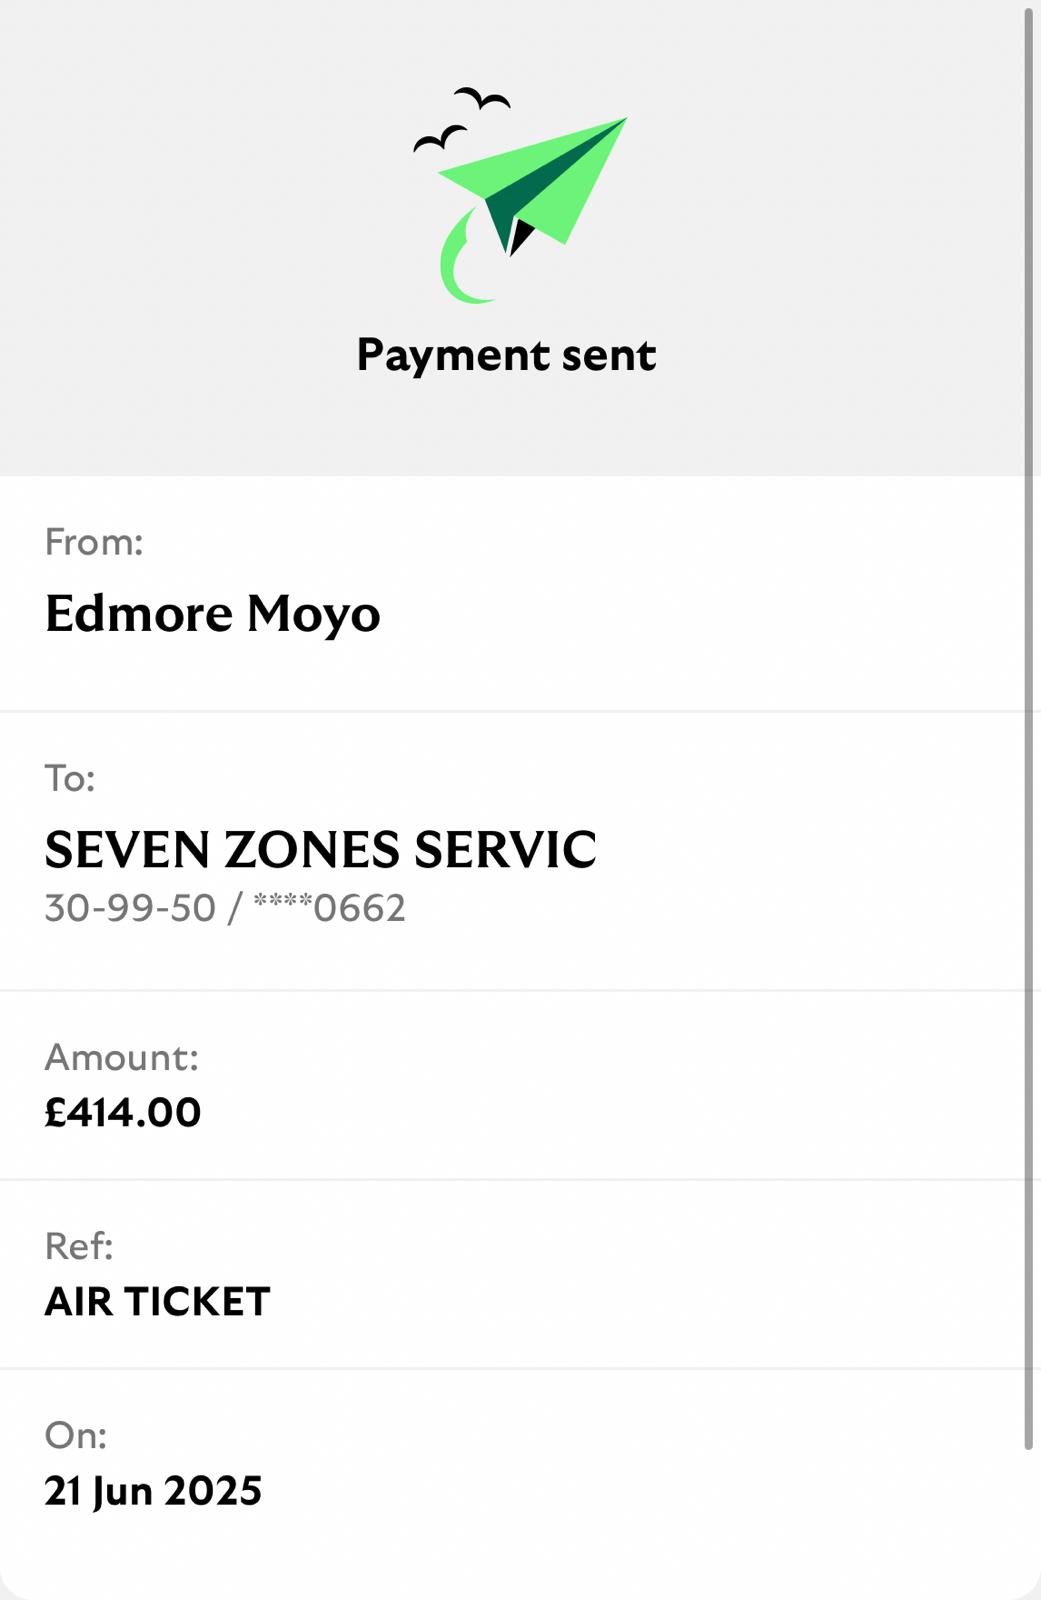 Payment sent
From:
Edmore Moyo
To:
SEVEN ZONES SERVIC
30-99-50 / ****0662
Amount:
£414.00
Ref:
AIR TICKET
On:
21 Jun 2025